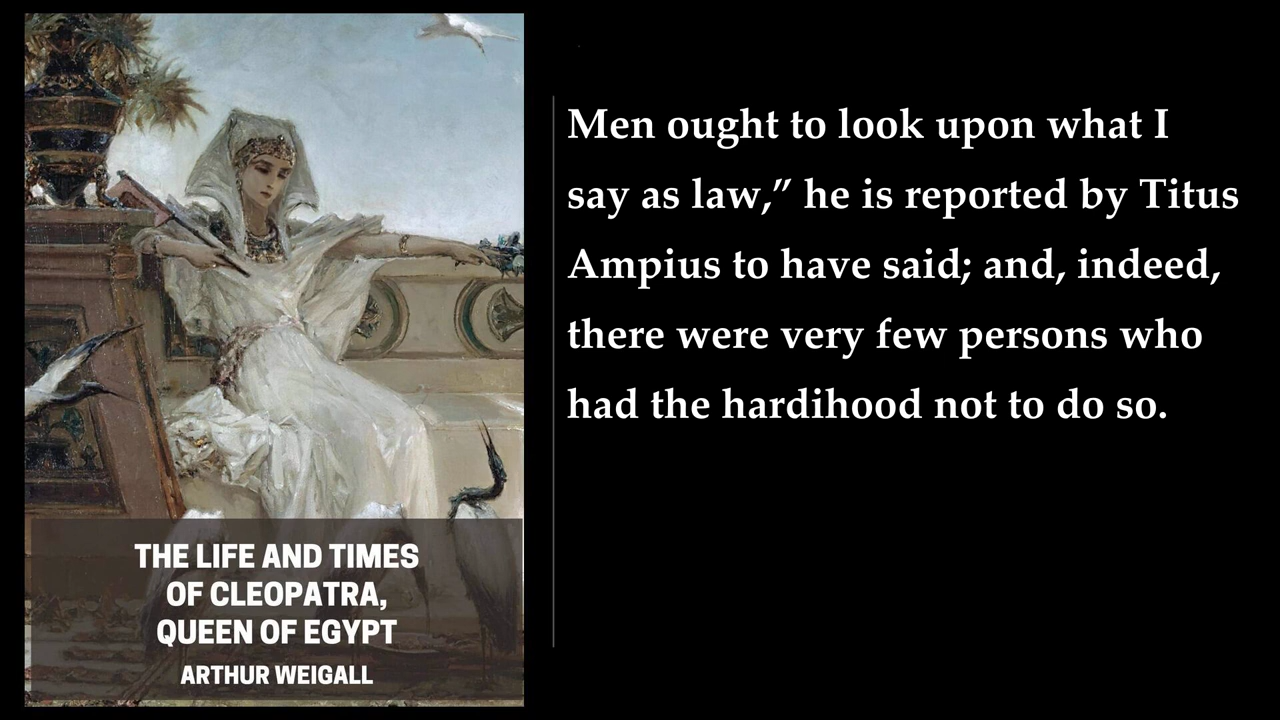 THE LIFE AND TIMES
OF CLEOPATRA,
QUEEN OF EGYPT
ARTHUR WEIGALL
Men ought to look upon what I
say as law,” he is reported by Titus
Ampius to have said; and, indeed,
there were very few persons who
had the hardihood not to do so.